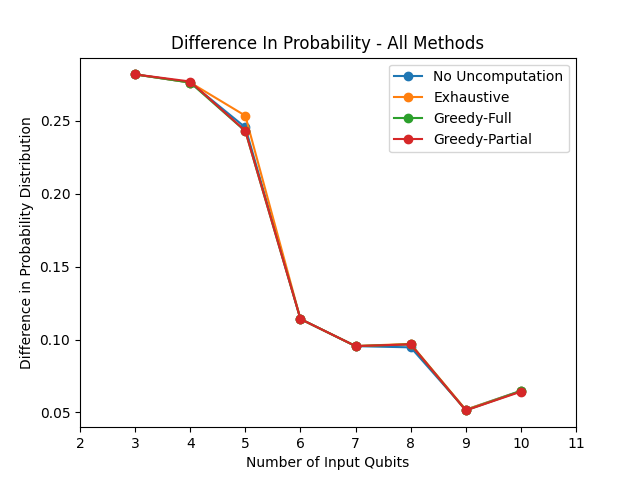 Difference In Probability - All Methods
No Uncomputation
Exhaustive
Greedy-Full
Greedy-Partial
Difference in Probability Distribution
0.25
0.20
0.15
0.10
0.05
2 3 4 5 6 7 8 9 10 11
Number of Input Qubits